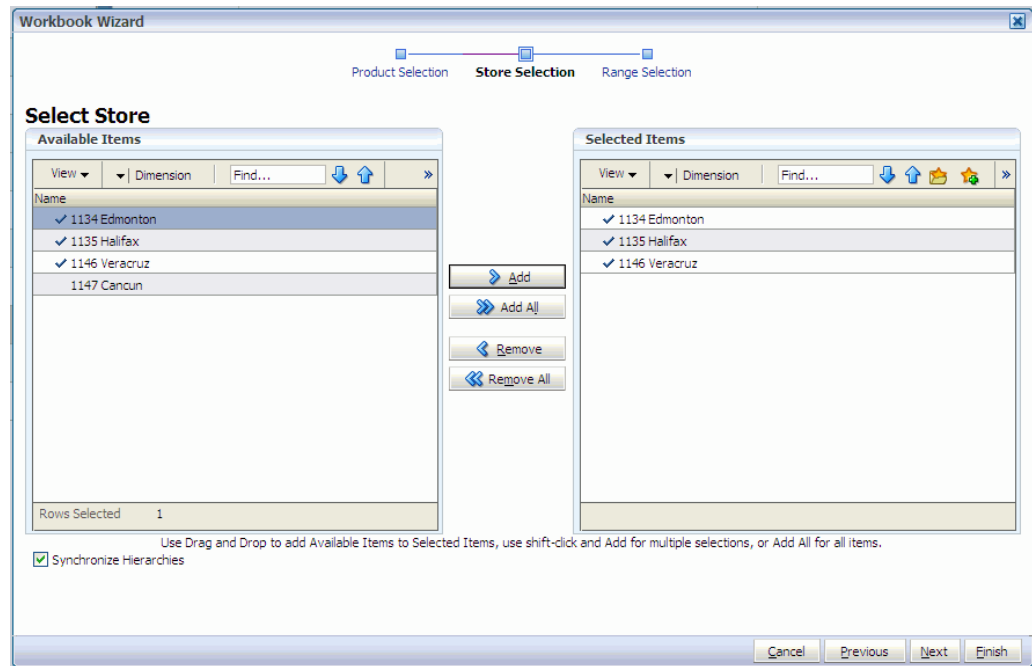 Workbook Wizard
Product Selection Store Selection Range Selection
Select Store
Available Items
View Dimension Find...
Name
1134 Edmonton
1135 Halifax
1146 Veracruz
1147 Cancun
Rows Selected 1
Add
Add All
Remove
Remove All
Selected Items
View Dimension Find...
Name
1134 Edmonton
1135 Halifax
1146 Veracruz
Use Drag and Drop to add Available Items to Selected Items, use shift-click and Add for multiple selections, or Add All for all items.
Synchronize Hierarchies
Cancel Previous Next Finish